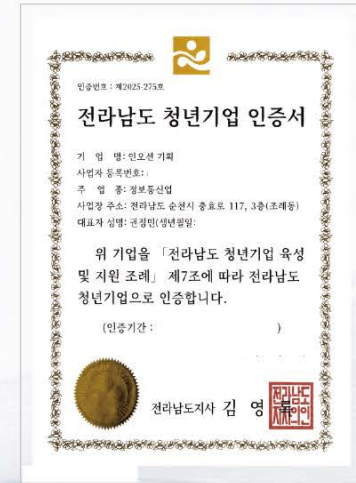 인증번호 : 제2025-275호
전라남도 청년기업 인증서
기 업 명: 인오션 기획
사업자 등록번호:
주 업 종: 정보통신업
사업장 주소: 전라남도 순천시 충효로 117, 3층(조례동)
대표자 성명: 권점민(생년월일:
위 기업을 「전라남도 청년기업 육성
및 지원 조례」 제7조에 따라 전라남도
청년기업으로 인증합니다.
(인증기간 : )
전라남도지사 김 영 록